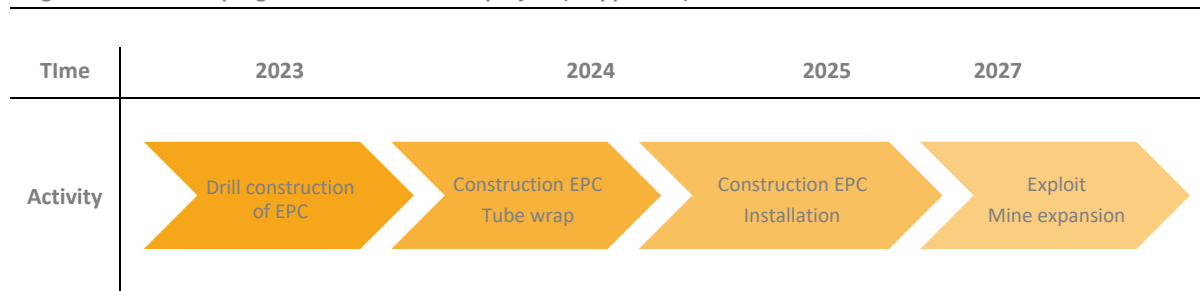 TIme 2023 2024 2025 2027
Activity
Drill construction
of EPC
Construction EPC
Tube wrap
Construction EPC
Installation
Exploit
Mine expansion